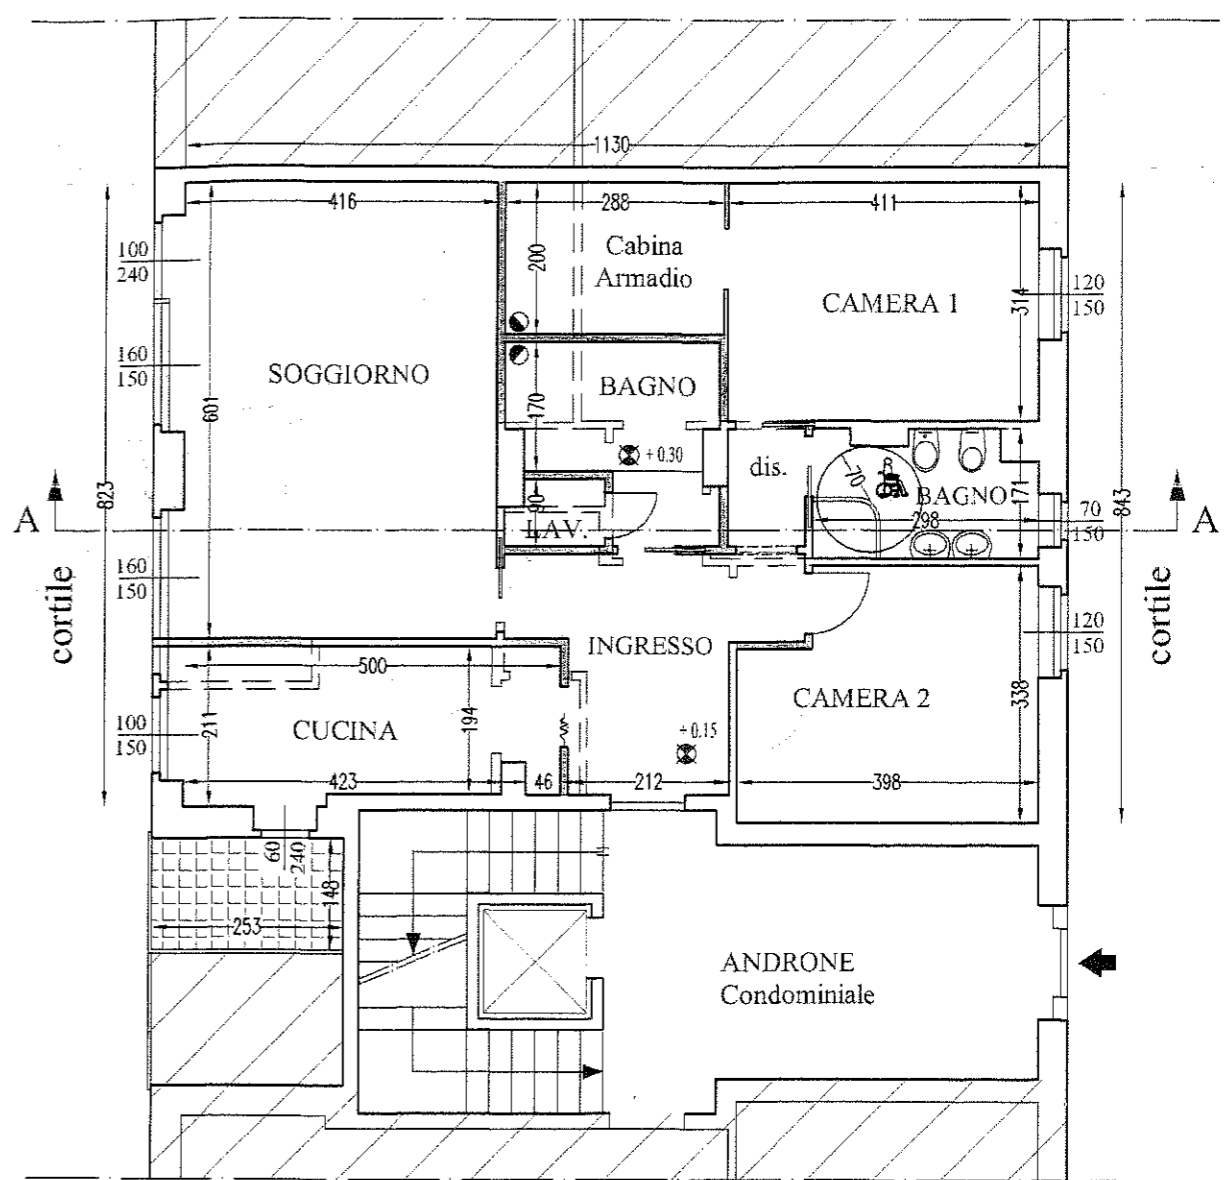 1130
416
288
411
100
240
200
Cabina
Armadio
CAMERA 1
314
120
150
160
150
SOGGIORNO
601
BAGNO
170
+ 0.30
dis.
70
BAGNO
171
298
70
150
A
823
cortile
90
LAV.
843
A
cortile
160
150
INGRESSO
120
150
500
CUCINA
211
194
100
150
+ 0.15
CAMERA 2
338
423
46
212
398
60
240
148
253
ANDRONE
Condominiale